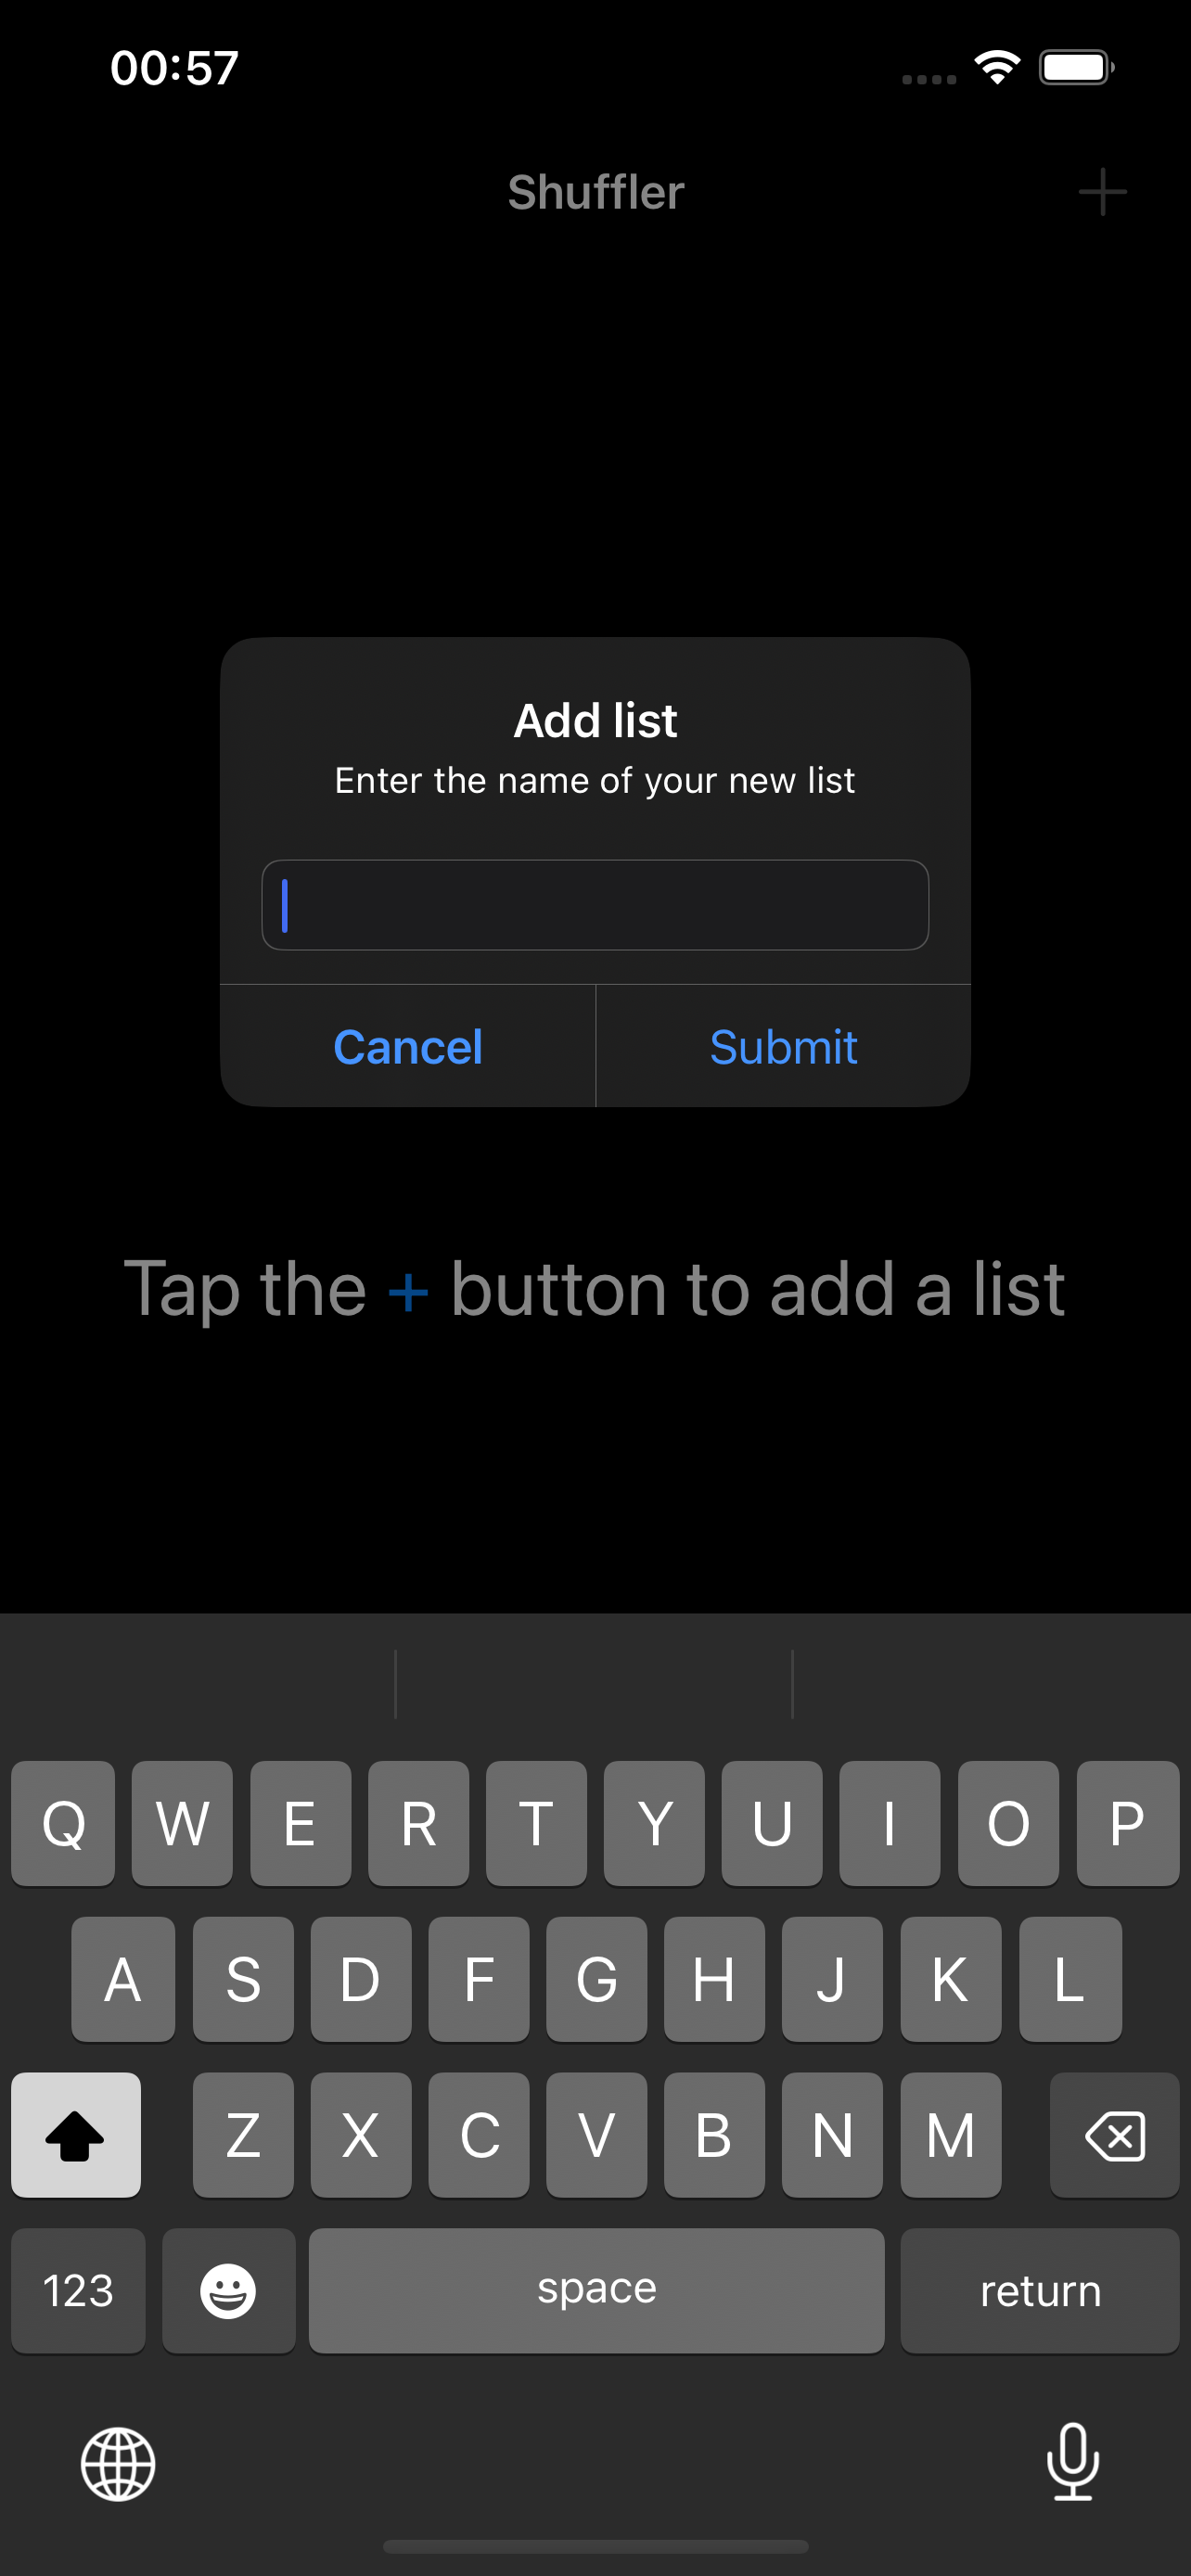 00:57
Shuffler
Add list
Enter the name of your new list
Cancel Submit
Tap the + button to add a list
Q W E R T Y U I O P
A S D F G H J K L
Z X C V B N M
123 space return